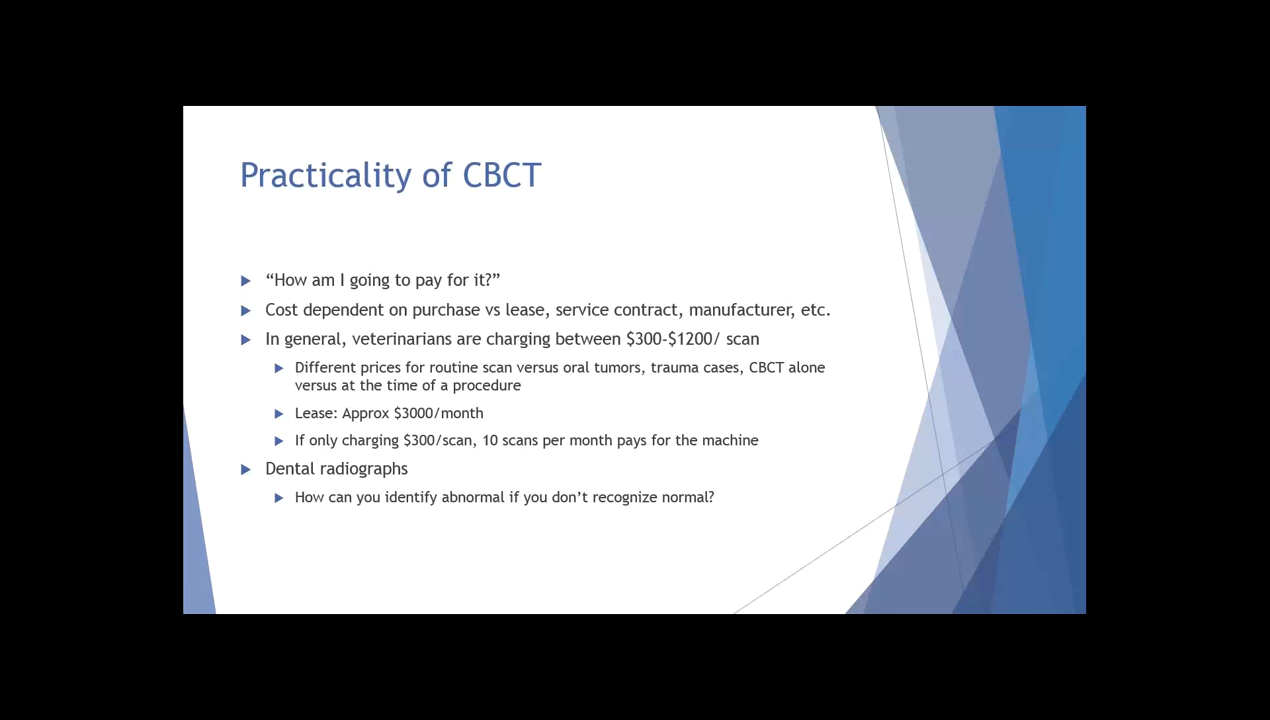 Practicality of CBCT
“How am I going to pay for it?”
Cost dependent on purchase vs lease, service contract, manufacturer, etc.
In general, veterinarians are charging between $300-$1200/ scan
Different prices for routine scan versus oral tumors, trauma cases, CBCT alone
versus at the time of a procedure
Lease: Approx $3000/month
If only charging $300/scan, 10 scans per month pays for the machine
Dental radiographs
How can you identify abnormal if you don’t recognize normal?